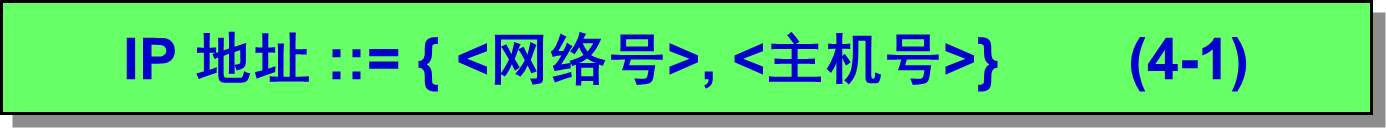 IP 地址 ::= { <网络号>, <主机号>} (4-1)